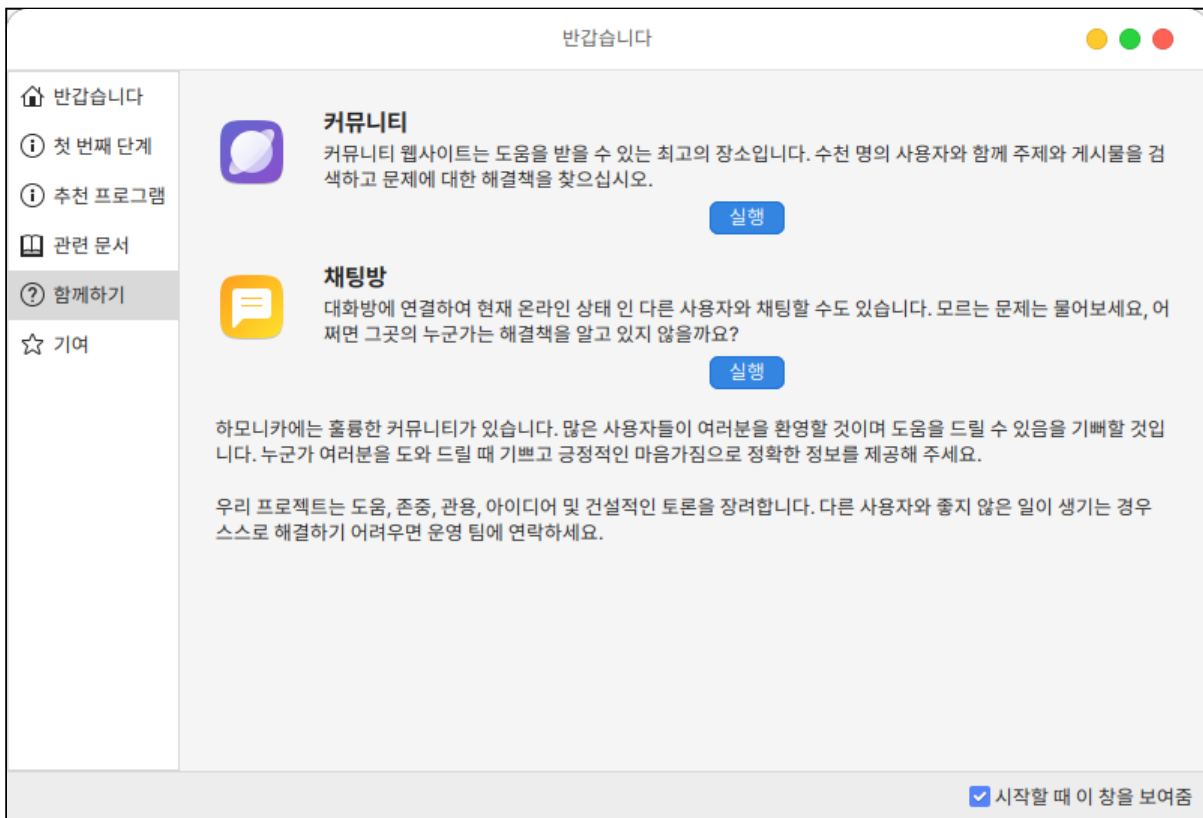 반갑습니다
반갑습니다
첫 번째 단계
추천 프로그램
관련 문서
함께하기
기여
커뮤니티
커뮤니티 웹사이트는 도움을 받을 수 있는 최고의 장소입니다. 수천 명의 사용자와 함께 주제와 게시물을 검
색하고 문제에 대한 해결책을 찾으십시오.
실행
채팅방
대화방에 연결하여 현재 온라인 상태 인 다른 사용자와 채팅할 수도 있습니다. 모르는 문제는 물어보세요, 어
쩌면 그곳의 누군가는 해결책을 알고 있지 않을까요?
실행
하모니카에는 훌륭한 커뮤니티가 있습니다. 많은 사용자들이 여러분을 환영할 것이며 도움을 드릴 수 있음을 기뻐할 것입
니다. 누군가 여러분을 도와 드릴 때 기쁘고 긍정적인 마음가짐으로 정확한 정보를 제공해 주세요.
우리 프로젝트는 도움, 존중, 관용, 아이디어 및 건설적인 토론을 장려합니다. 다른 사용자와 좋지 않은 일이 생기는 경우
스스로 해결하기 어려우면 운영 팀에 연락하세요.
시작할 때 이 창을 보여줌